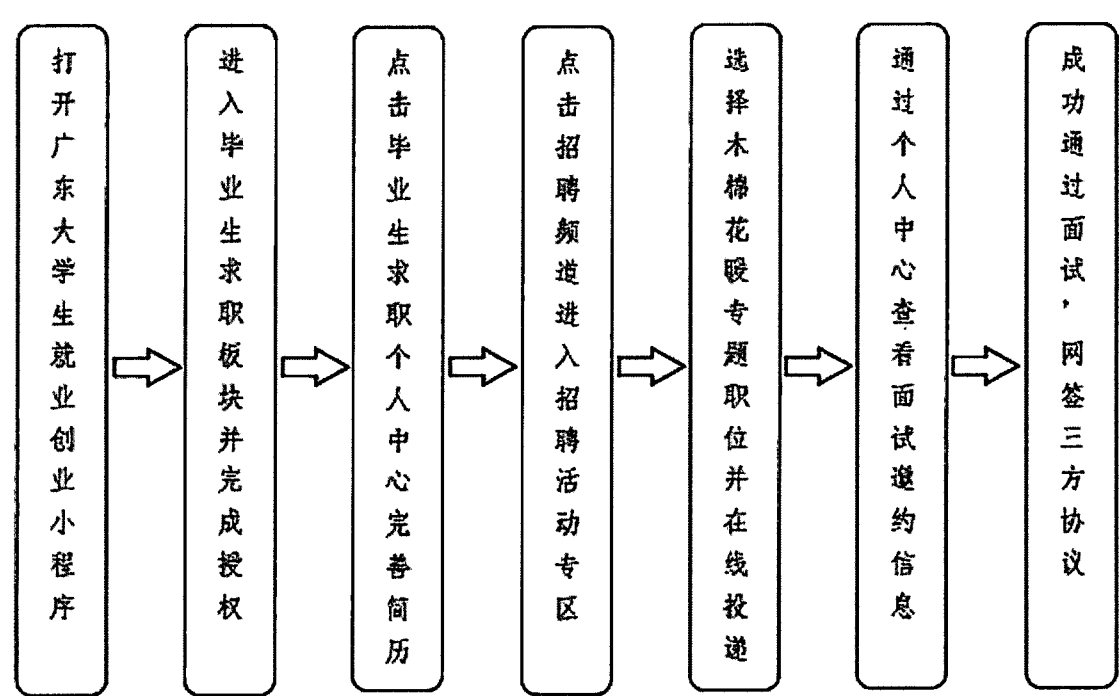 打开广东大学生就业创业小程序
进入毕业生求职板块并完成授权
点击毕业生求职个人中心完善简历
点击招聘频道进入招聘活动专区
选择木棉花暖专题职位并在线投递
通过个人中心查看面试邀约信息
成功通过面试，网签三方协议